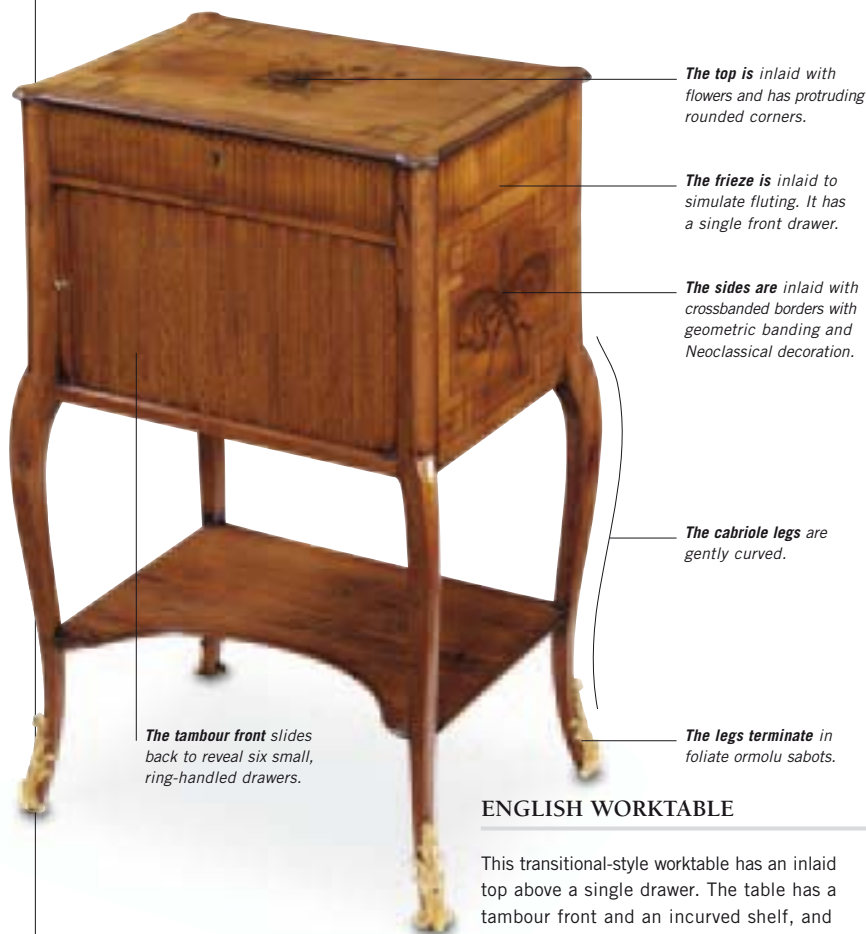 The top is inlaid with
flowers and has protruding
rounded corners.
The frieze is inlaid to
simulate fluting. It has
a single front drawer.
The sides are inlaid with
crossbanded borders with
geometric banding and
Neoclassical decoration.
The cabriole legs are
gently curved.
The tambour front slides
back to reveal six small,
ring-handled drawers.
The legs terminate in
foliate ormolu sabots.
ENGLISH WORKTABLE
This transitional-style worktable has an inlaid
top above a single drawer. The table has a
tambour front and an incurved shelf, and